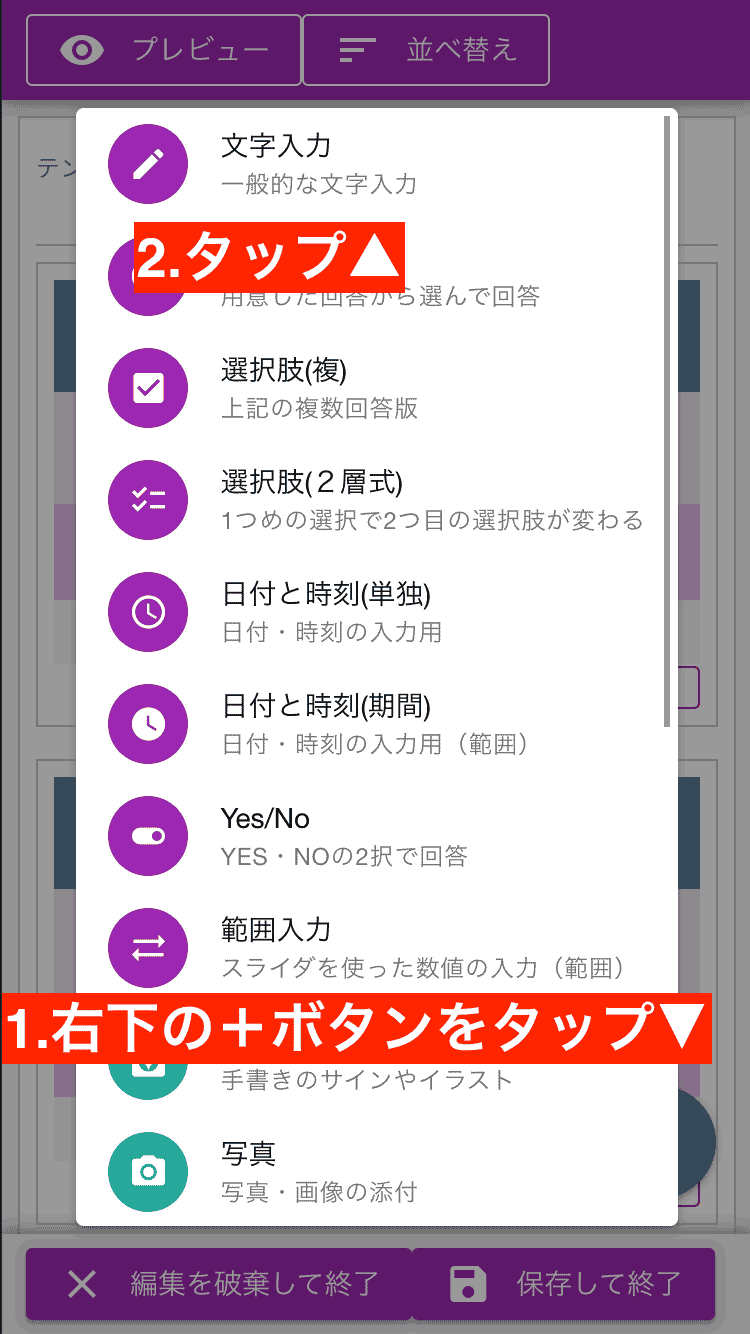 プレビュー
並べ替え
テン
文字入力
一般的な文字入力
2.タップ▲
用意した回答から選んで回答
選択肢(複)
上記の複数回答版
選択肢(２層式)
1つめの選択で2つ目の選択肢が変わる
日付と時刻(単独)
日付・時刻の入力用
日付と時刻(期間)
日付・時刻の入力用（範囲）
Yes/No
YES・NOの2択で回答
範囲入力
スライダを使った数値の入力（範囲）
1.右下の＋ボタンをタップ▼
手書きのサインやイラスト
写真
写真・画像の添付
編集を破棄して終了
保存して終了